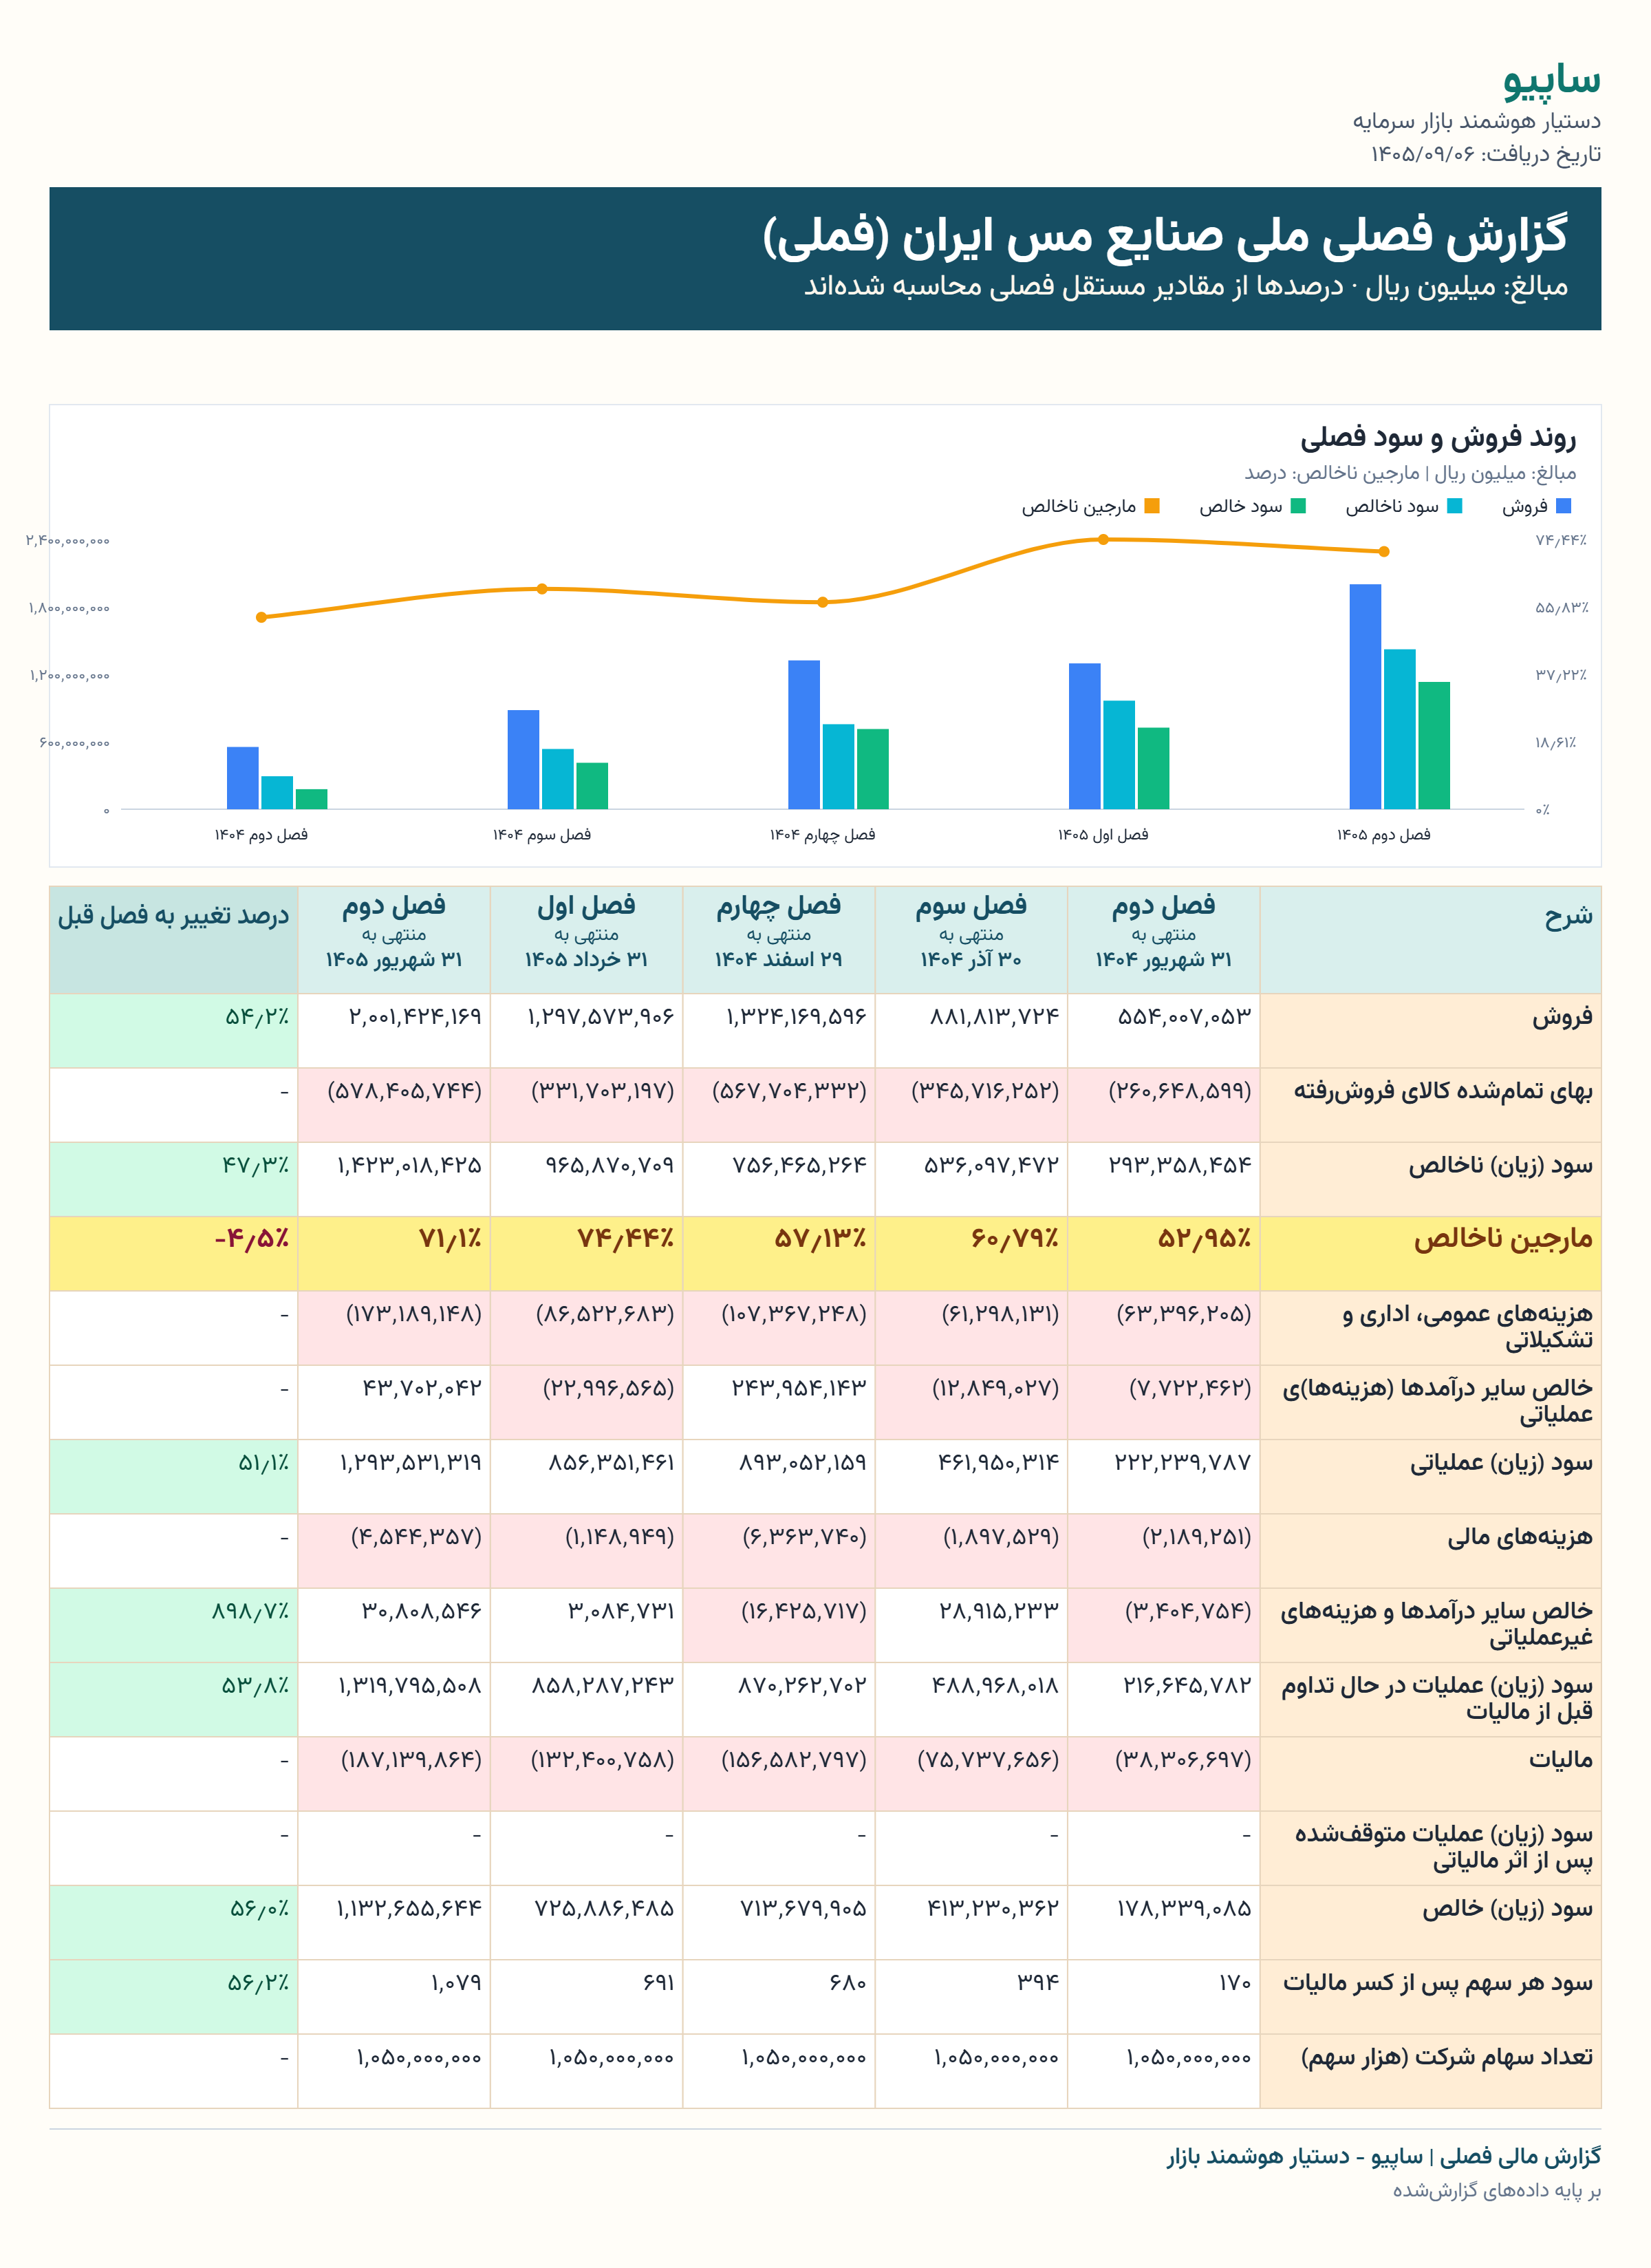 ساپیو
دستیار هوشمند بازار سرمایه
تاریخ دریافت: ۱۴۰۵/۰۹/۰۶
گزارش فصلی ملی صنایع مس ایران (فملی)
مبالغ: میلیون ریال · درصدها از مقادیر مستقل فصلی محاسبه شده‌اند
روند فروش و سود فصلی
مبالغ: میلیون ریال | مارجین ناخالص: درصد
فروش سود ناخالص سود خالص مارجین ناخالص
۷۴٫۴۴٪ ۲,۴۰۰,۰۰۰,۰۰۰
۵۵٫۸۳٪ ۱,۸۰۰,۰۰۰,۰۰۰
۳۷٫۲۲٪ ۱,۲۰۰,۰۰۰,۰۰۰
۱۸٫۶۱٪ ۶۰۰,۰۰۰,۰۰۰
۰٪ ۰
فصل دوم ۱۴۰۵ فصل اول ۱۴۰۵ فصل چهارم ۱۴۰۴ فصل سوم ۱۴۰۴ فصل دوم ۱۴۰۴
شرح فصل دوم فصل سوم فصل چهارم فصل اول فصل دوم درصد تغییر به فصل قبل
منتهی به منتهی به منتهی به منتهی به منتهی به
۳۱ شهریور ۱۴۰۴ ۳۰ آذر ۱۴۰۴ ۲۹ اسفند ۱۴۰۴ ۳۱ خرداد ۱۴۰۵ ۳۱ شهریور ۱۴۰۵
فروش ۵۵۴,۰۰۷,۰۵۳ ۸۸۱,۸۱۳,۷۲۴ ۱,۳۲۴,۱۶۹,۵۹۶ ۱,۲۹۷,۵۷۳,۹۰۶ ۲,۰۰۱,۴۲۴,۱۶۹ ۵۴٫۲٪
بهای تمام‌شده کالای فروش‌رفته (۲۶۰,۶۴۸,۵۹۹) (۳۴۵,۷۱۶,۲۵۲) (۵۶۷,۷۰۴,۳۳۲) (۳۳۱,۷۰۳,۱۹۷) (۵۷۸,۴۰۵,۷۴۴) -
سود (زیان) ناخالص ۲۹۳,۳۵۸,۴۵۴ ۵۳۶,۰۹۷,۴۷۲ ۷۵۶,۴۶۵,۲۶۴ ۹۶۵,۸۷۰,۷۰۹ ۱,۴۲۳,۰۱۸,۴۲۵ ۴۷٫۳٪
مارجین ناخالص ۵۲٫۹۵٪ ۶۰٫۷۹٪ ۵۷٫۱۳٪ ۷۴٫۴۴٪ ۷۱٫۱٪ -۴٫۵٪
هزینه‌های عمومی، اداری و (۶۳,۳۹۶,۲۰۵) (۶۱,۲۹۸,۱۳۱) (۱۰۷,۳۶۷,۲۴۸) (۸۶,۵۲۲,۶۸۳) (۱۷۳,۱۸۹,۱۴۸) -
تشکیلاتی
خالص سایر درآمدها (هزینه‌ها)ی (۷,۷۲۲,۴۶۲) (۱۲,۸۴۹,۰۲۷) ۲۴۳,۹۵۴,۱۴۳ (۲۲,۹۹۶,۵۶۵) ۴۳,۷۰۲,۰۴۲ -
عملیاتی
سود (زیان) عملیاتی ۲۲۲,۲۳۹,۷۸۷ ۴۶۱,۹۵۰,۳۱۴ ۸۹۳,۰۵۲,۱۵۹ ۸۵۶,۳۵۱,۴۶۱ ۱,۲۹۳,۵۳۱,۳۱۹ ۵۱٫۱٪
هزینه‌های مالی (۲,۱۸۹,۲۵۱) (۱,۸۹۷,۵۲۹) (۶,۳۶۳,۷۴۰) (۱,۱۴۸,۹۴۹) (۴,۵۴۴,۳۵۷) -
خالص سایر درآمدها و هزینه‌های (۳,۴۰۴,۷۵۴) ۲۸,۹۱۵,۲۳۳ (۱۶,۴۲۵,۷۱۷) ۳,۰۸۴,۷۳۱ ۳۰,۸۰۸,۵۴۶ ۸۹۸٫۷٪
غیرعملیاتی
سود (زیان) عملیات در حال تداوم ۲۱۶,۶۴۵,۷۸۲ ۴۸۸,۹۶۸,۰۱۸ ۸۷۰,۲۶۲,۷۰۲ ۸۵۸,۲۸۷,۲۴۳ ۱,۳۱۹,۷۹۵,۵۰۸ ۵۳٫۸٪
قبل از مالیات
مالیات (۳۸,۳۰۶,۶۹۷) (۷۵,۷۳۷,۶۵۶) (۱۵۶,۵۸۲,۷۹۷) (۱۳۲,۴۰۰,۷۵۸) (۱۸۷,۱۳۹,۸۶۴) -
سود (زیان) عملیات متوقف‌شده - - - - - -
پس از اثر مالیاتی
سود (زیان) خالص ۱۷۸,۳۳۹,۰۸۵ ۴۱۳,۲۳۰,۳۶۲ ۷۱۳,۶۷۹,۹۰۵ ۷۲۵,۸۸۶,۴۸۵ ۱,۱۳۲,۶۵۵,۶۴۴ ۵۶٫۰٪
سود هر سهم پس از کسر مالیات ۱۷۰ ۳۹۴ ۶۸۰ ۶۹۱ ۱,۰۷۹ ۵۶٫۲٪
تعداد سهام شرکت (هزار سهم) ۱,۰۵۰,۰۰۰,۰۰۰ ۱,۰۵۰,۰۰۰,۰۰۰ ۱,۰۵۰,۰۰۰,۰۰۰ ۱,۰۵۰,۰۰۰,۰۰۰ ۱,۰۵۰,۰۰۰,۰۰۰ -
گزارش مالی فصلی | ساپیو - دستیار هوشمند بازار
بر پایه داده‌های گزارش‌شده